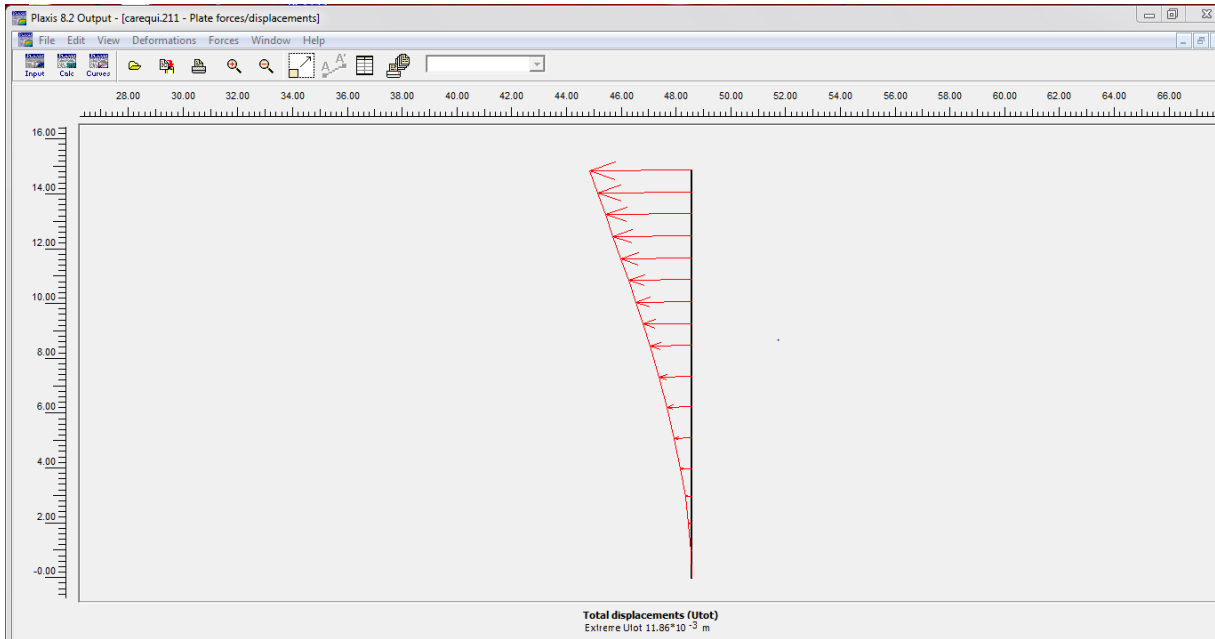 Plaxis 8.2 Output - [carequi.211 - Plate forces/displacements]
File Edit View Deformations Forces Window Help
Input Calc Curves
28.00 30.00 32.00 34.00 36.00 38.00 40.00 42.00 44.00 46.00 48.00 50.00 52.00 54.00 56.00 58.00 60.00 62.00 64.00 66.00
16.00
14.00
12.00
10.00
8.00
6.00
4.00
2.00
-0.00
Total displacements (Utot)
Extreme Utot 11.86*10 -3 m